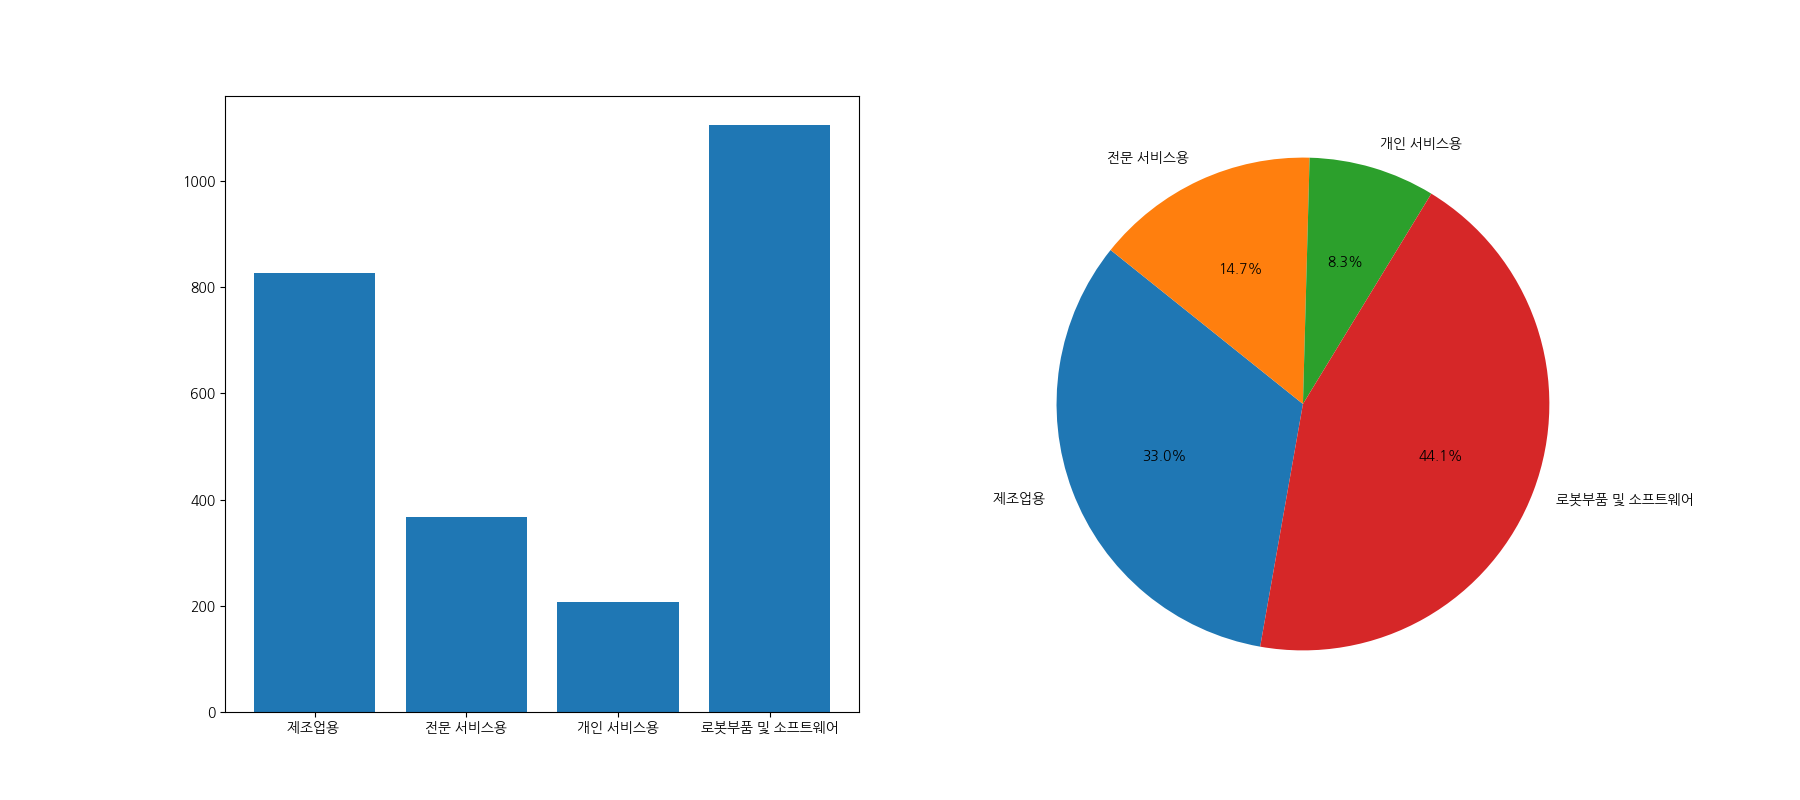 1000
800
600
400
200
0
제조업용
전문 서비스용
개인 서비스용
로봇부품 및 소프트웨어
개인 서비스용
전문 서비스용
8.3%
14.7%
33.0%
44.1%
제조업용
로봇부품 및 소프트웨어